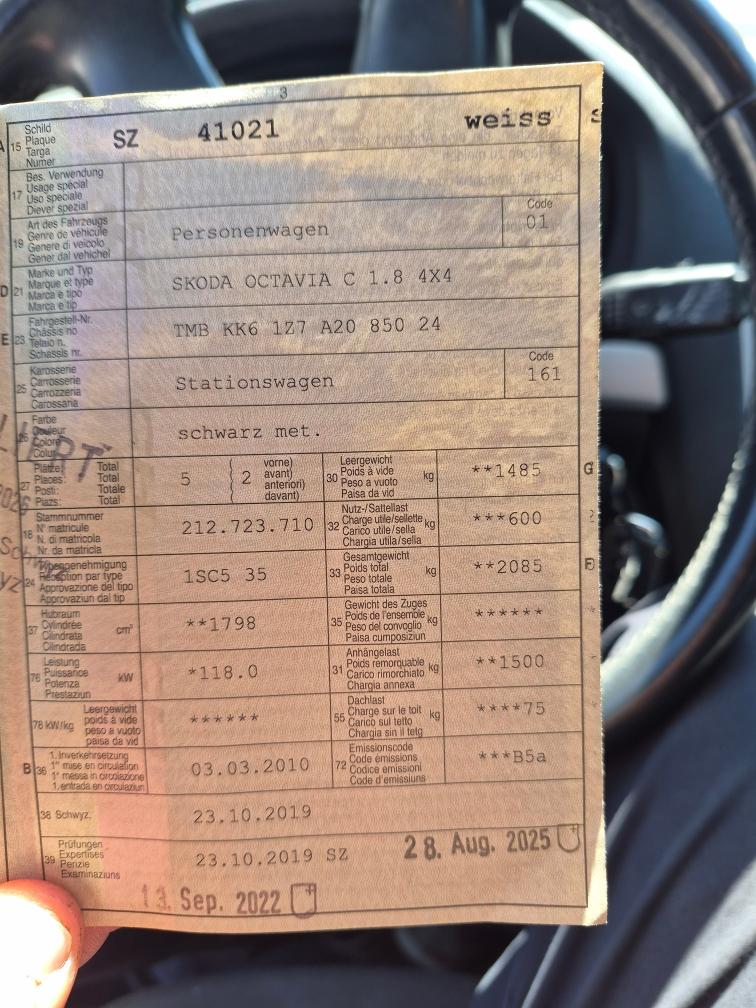 3
15 Schild
Plaque
Targa
Numer
SZ 41021 weiss
17 Bes. Verwendung
Usage spécial
Uso speciale
Diever spezial
19 Art des Fahrzeugs
Genre de véhicule
Genere di veicolo
Gener dal vehichel
Personenwagen
Code
01
D 21 Marke und Typ
Marque et type
Marca e tipo
Marca e tip
SKODA OCTAVIA C 1.8 4X4
E 23 Fahrgestell-Nr.
Châssis no
Telaio n.
Schassis nr.
TMB KK6 1Z7 A20 850 24
25 Karosserie
Carrosserie
Carrozzeria
Carossaria
Stationswagen
Code
161
26 Farbe
Couleur
Colore
Colur
schwarz met.
27 Plätze: Total
Places: Total
Posti: Totale
Plazs: Total
5 ( 2 vorne)
avant)
anteriori)
davant)
30 Leergewicht
Poids à vide kg
Peso a vuoto
Paisa da vid
**1485
G
18 Stammnummer
N° matricule
N. di matricola
Nr. da matricla
212.723.710
32 Nutz-/Sattellast
Charge utile/sellette kg
Carico utile/sella
Chargia utila/sella
***600
24 Typengenehmigung
Réception par type
Approvazione del tipo
Approvaziun dal tip
1SC5 35
33 Gesamtgewicht
Poids total kg
Peso totale
Paisa totala
**2085
37 Hubraum
Cylindrée cm³
Cilindrata
Cilindrada
**1798
35 Gewicht des Zuges
Poids de l'ensemble kg
Peso del convoglio
Paisa cumposiziun
******
76 Leistung
Puissance kW
Potenza
Prestaziun
*118.0
31 Anhängelast
Poids remorquable kg
Carico rimorchiato
Chargia annexa
**1500
78 kW/kg Leergewicht
poids à vide
peso a vuoto
paisa da vid
******
55 Dachlast
Charge sur le toit kg
Carico sul tetto
Chargia sin il tetg
****75
B 36 1. Inverkehrsetzung
1re mise en circulation
1a messa in circolazione
1. entrada en circulaziun
03.03.2010
72 Emissionscode
Code émissions
Codice emissioni
Code d'emissiuns
***B5a
38 Schwyz.
23.10.2019
39 Prüfungen
Expertises
Perizie
Examinaziuns
23.10.2019 SZ 28. Aug. 2025
13. Sep. 2022